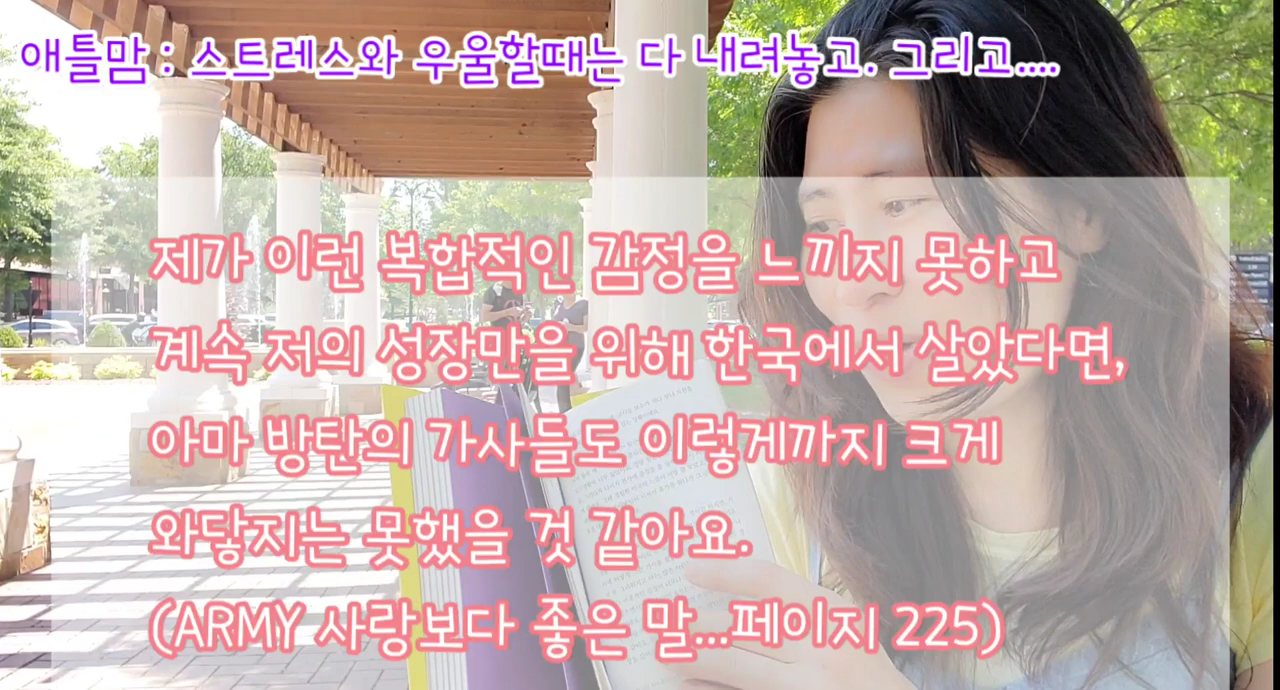 애틀맘 : 스트레스와 우울할때는 다 내려놓고. 그리고....
제가 이런 복합적인 감정을 느끼지 못하고
계속 저의 성장만을 위해 한국에서 살았다면,
아마 방탄의 가사들도 이렇게까지 크게
와닿지는 못했을 것 같아요.
(ARMY 사랑보다 좋은 말...페이지 225)